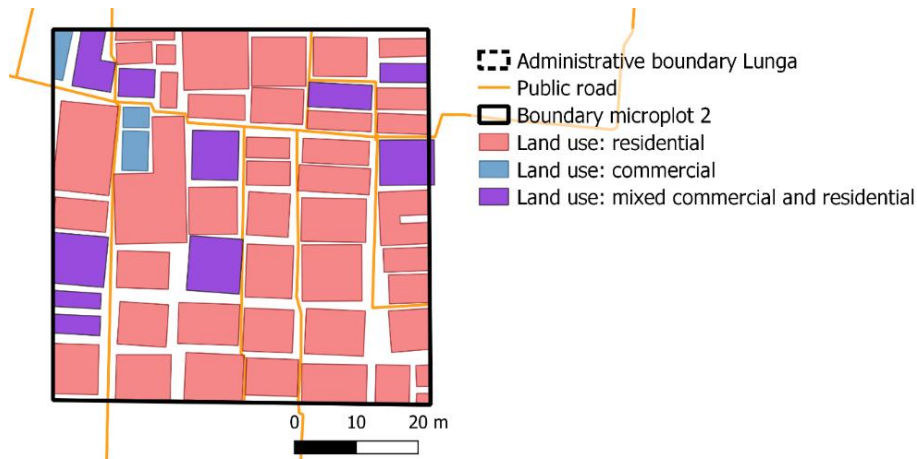 Administrative boundary Lunga
Public road
Boundary microplot 2
Land use: residential
Land use: commercial
Land use: mixed commercial and residential
0 10 20 m